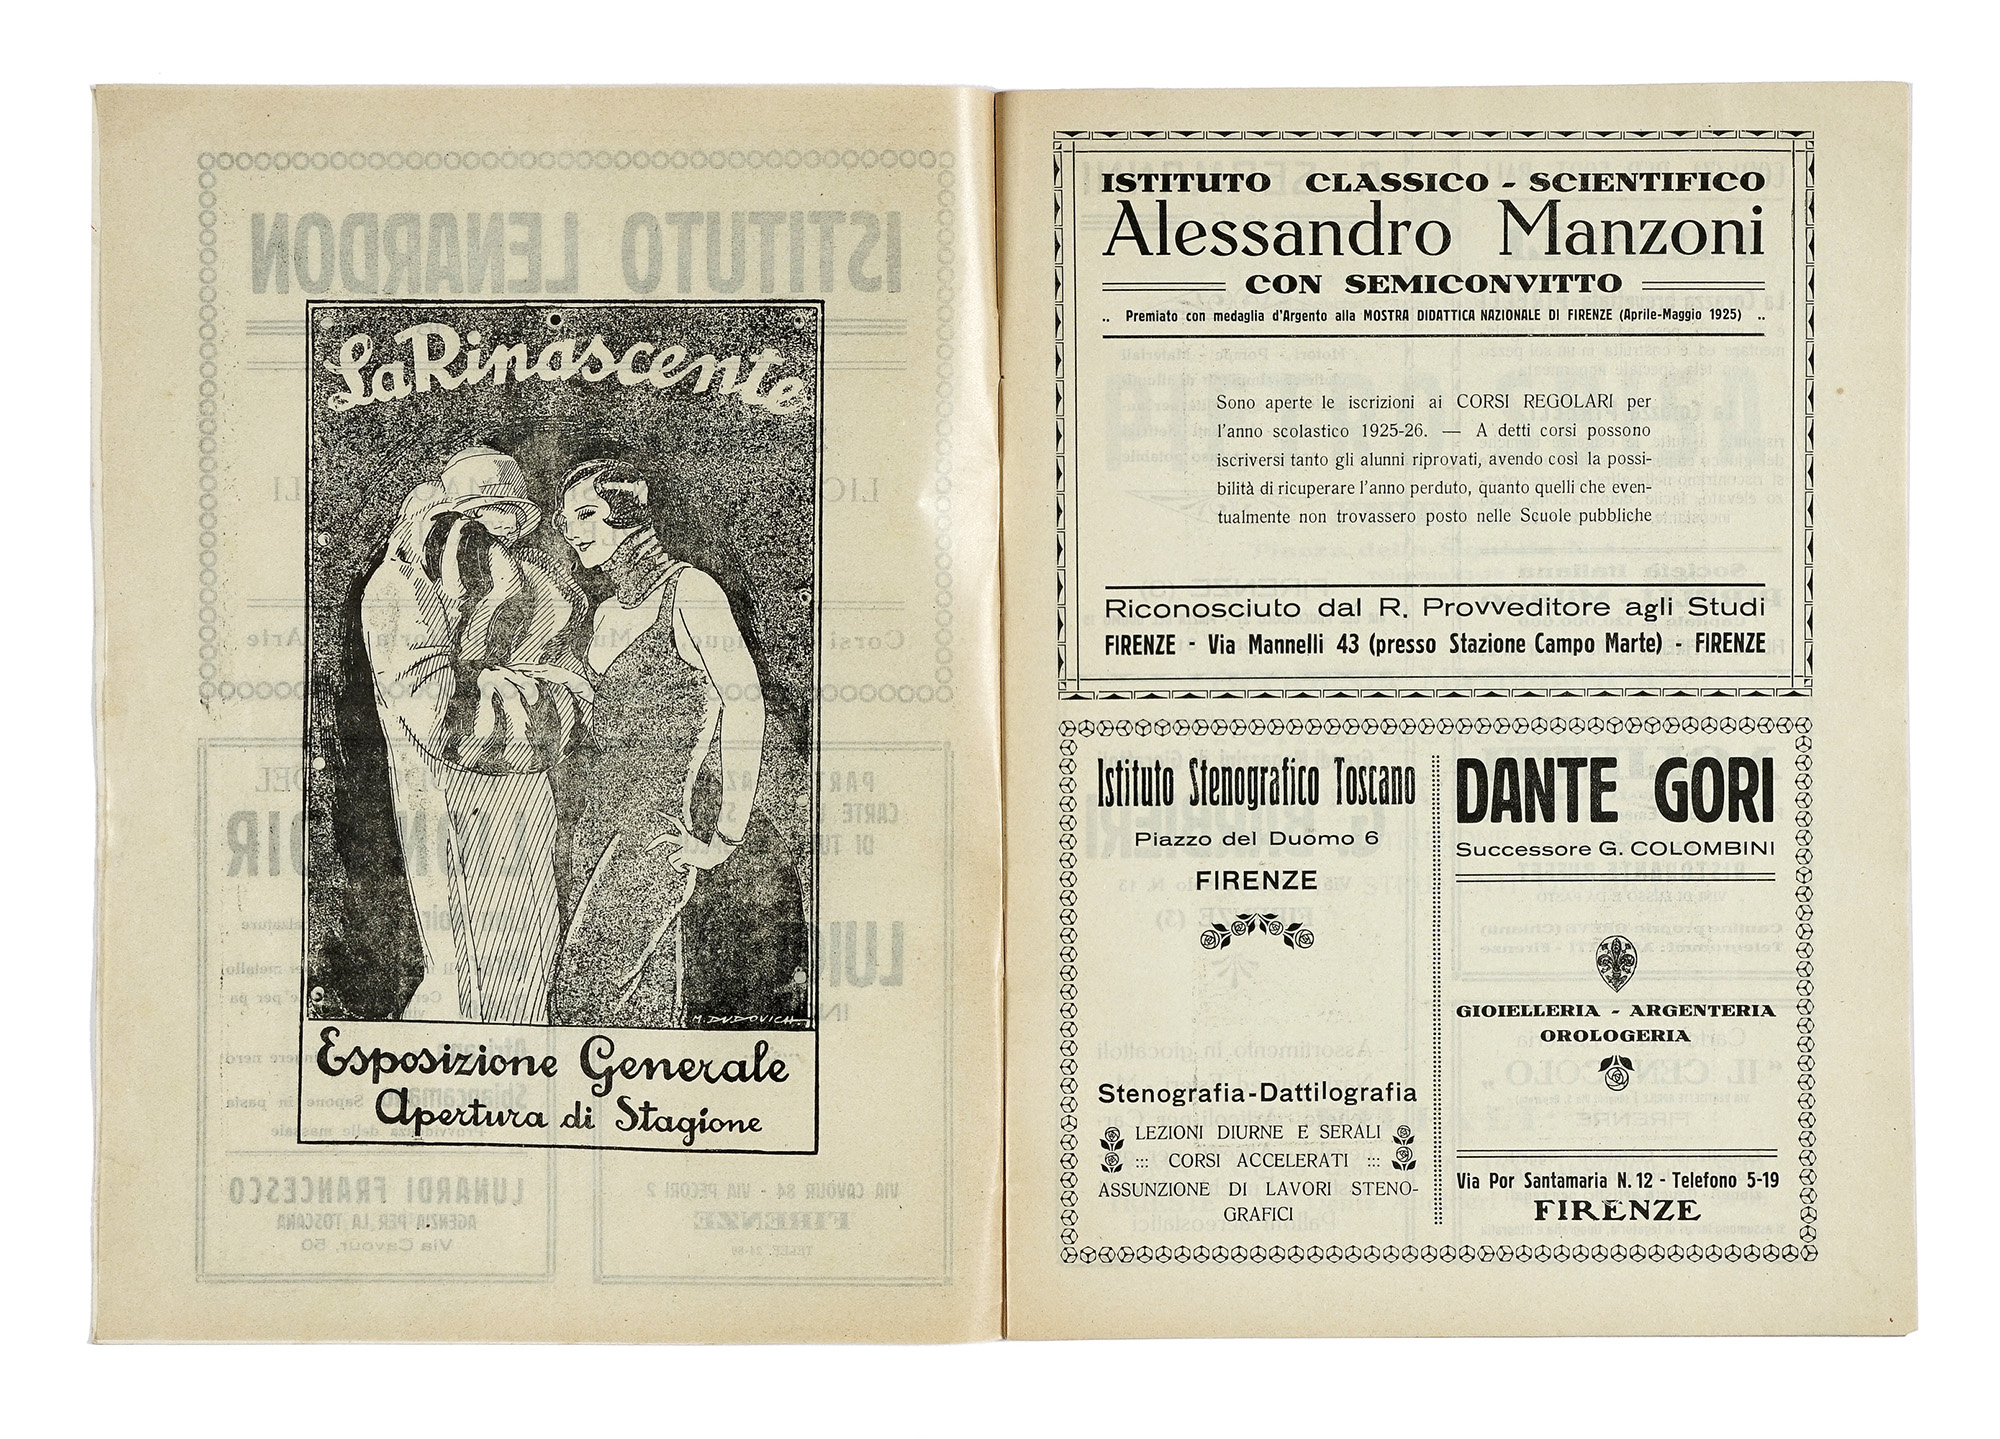 La Rinascente
M. DUDOVICH
Esposizione Generale
Apertura di Stagione
ISTITUTO CLASSICO - SCIENTIFICO
Alessandro Manzoni
CON SEMICONVITTO
.. Premiato con medaglia d'Argento alla MOSTRA DIDATTICA NAZIONALE DI FIRENZE (Aprile-Maggio 1925) ..
Sono aperte le iscrizioni ai CORSI REGOLARI per
l'anno scolastico 1925-26. — A detti corsi possono
iscriversi tanto gli alunni riprovati, avendo così la possi-
bilità di ricuperare l'anno perduto, quanto quelli che even-
tualmente non trovassero posto nelle Scuole pubbliche
Riconosciuto dal R. Provveditore agli Studi
FIRENZE - Via Mannelli 43 (presso Stazione Campo Marte) - FIRENZE
Istituto Stenografico Toscano
Piazzo del Duomo 6
FIRENZE
Stenografia-Dattilografia
LEZIONI DIURNE E SERALI
::: CORSI ACCELERATI :::
ASSUNZIONE DI LAVORI STENO-
GRAFICI
DANTE GORI
Successore G. COLOMBINI
GIOIELLERIA - ARGENTERIA
OROLOGERIA
Via Por Santamaria N. 12 - Telefono 5-19
FIRENZE